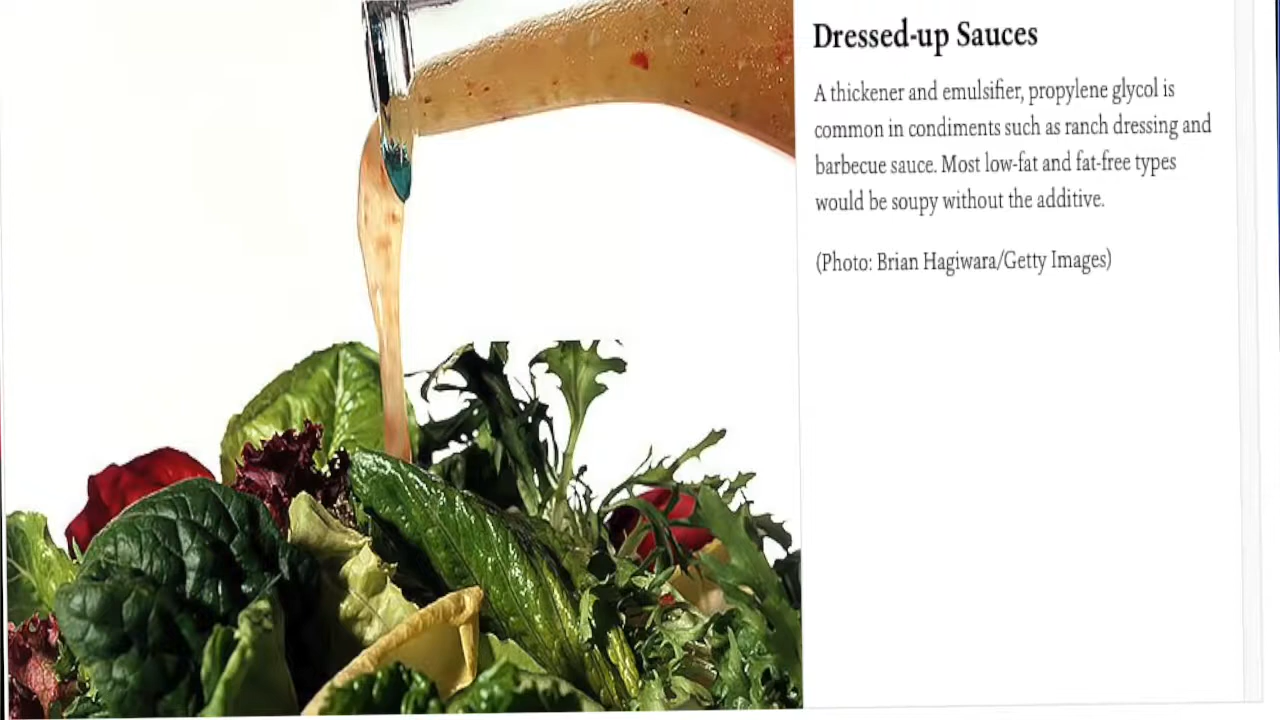 Dressed-up Sauces
A thickener and emulsifier, propylene glycol is
common in condiments such as ranch dressing and
barbecue sauce. Most low-fat and fat-free types
would be soupy without the additive.
(Photo: Brian Hagiwara/Getty Images)